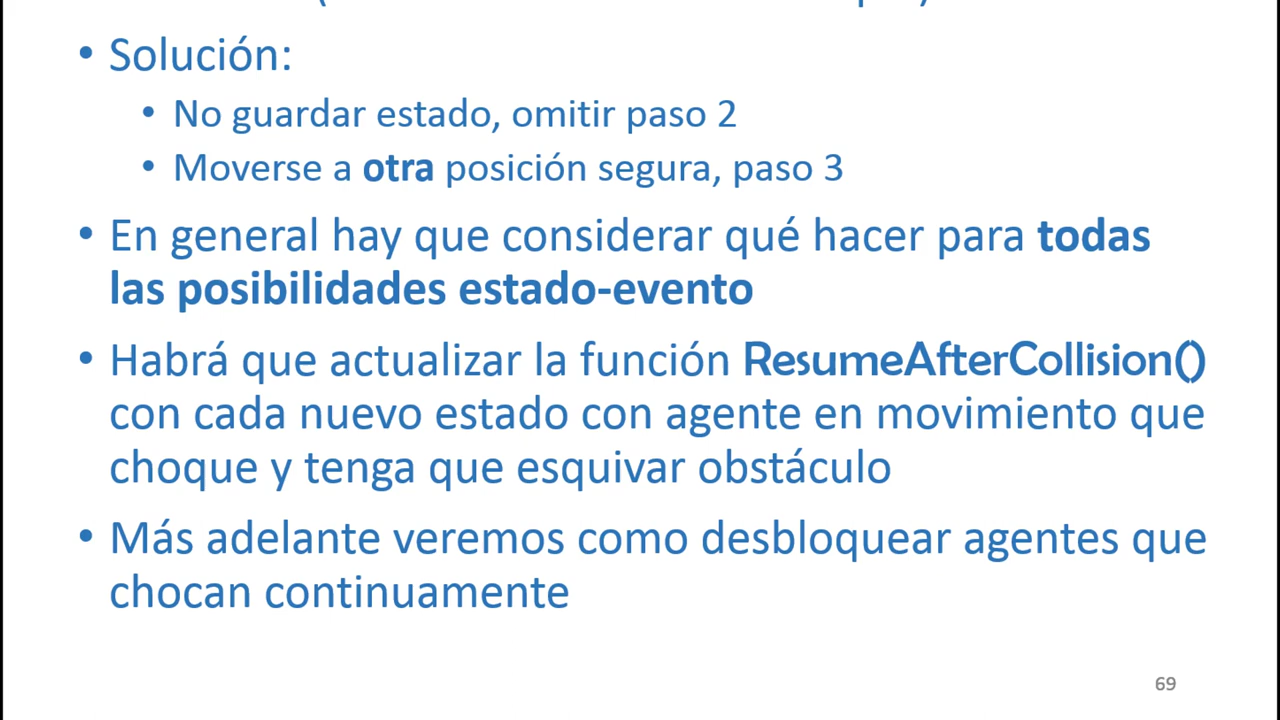 • Solución:
• No guardar estado, omitir paso 2
• Moverse a otra posición segura, paso 3
• En general hay que considerar qué hacer para todas
las posibilidades estado-evento
• Habrá que actualizar la función ResumeAfterCollision()
con cada nuevo estado con agente en movimiento que
choque y tenga que esquivar obstáculo
• Más adelante veremos como desbloquear agentes que
chocan continuamente
69